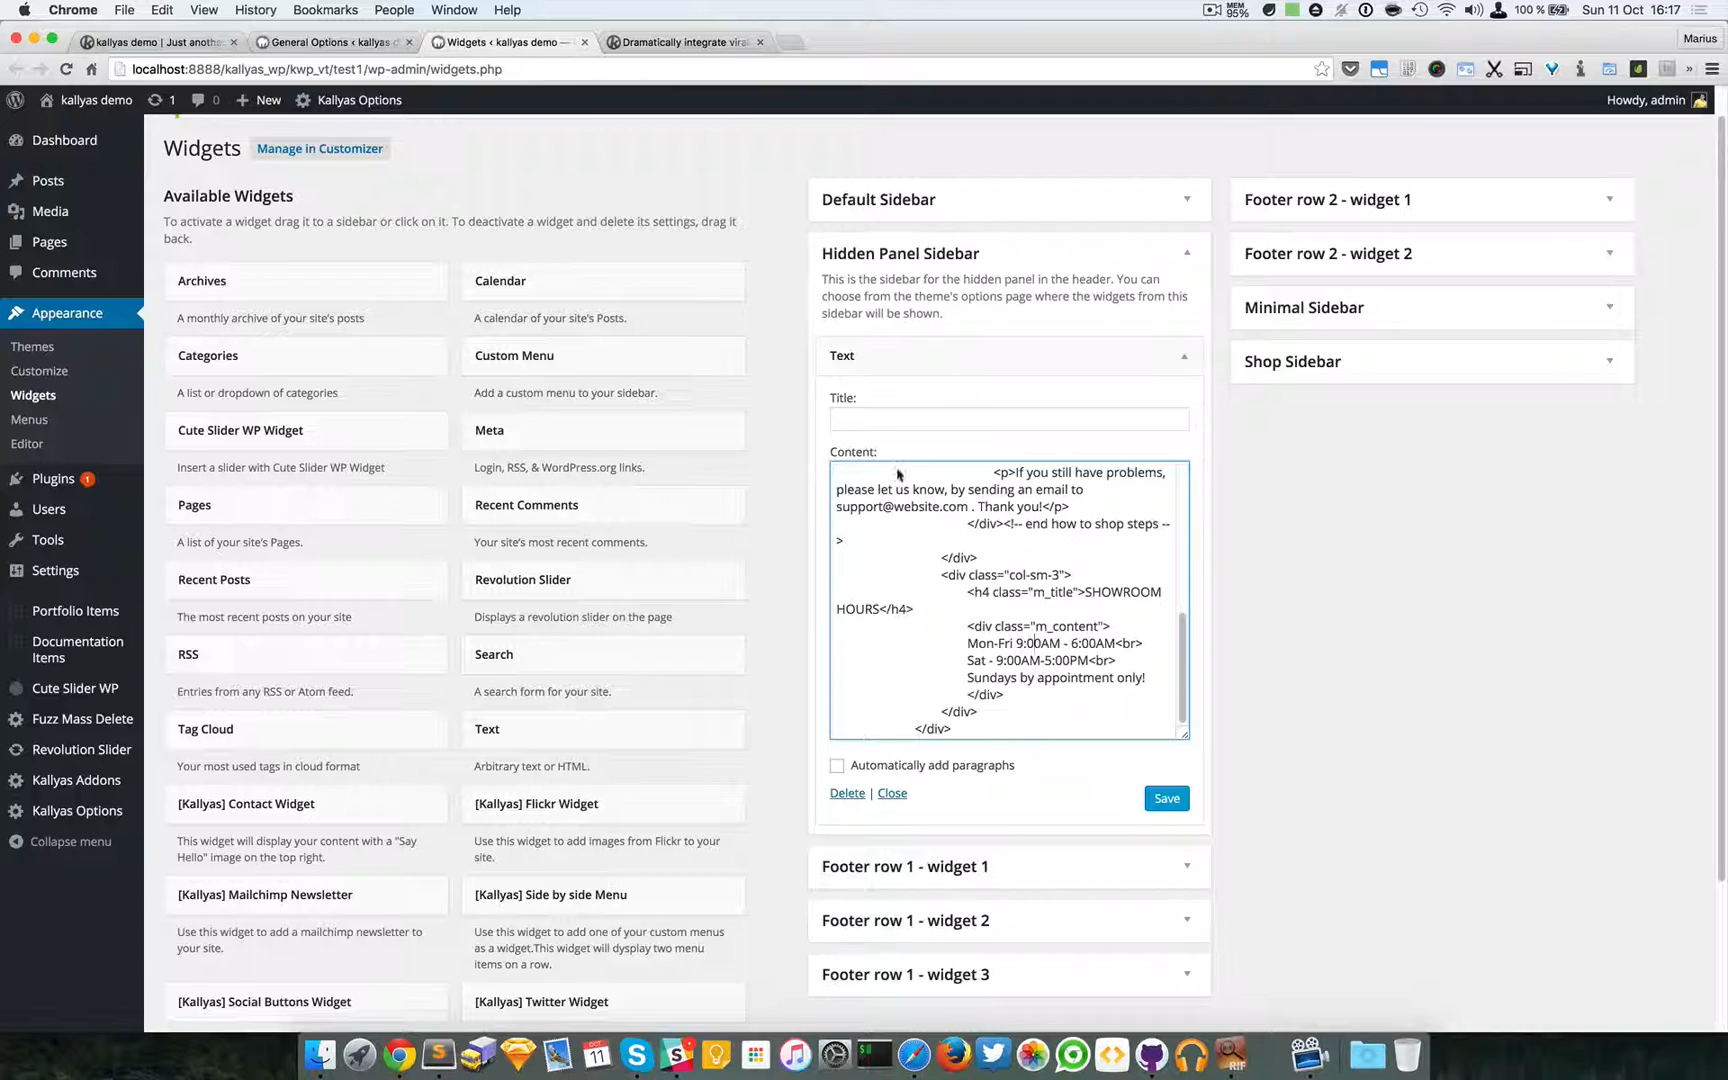 Chrome File Edit View History Bookmarks People Window Help
MEM 95%
100 %
Sun 11 Oct 16:17
kallyas demo | Just anoth
General Options ‹ kallyas
Widgets ‹ kallyas demo —
Dramatically integrate vira
Marius
localhost:8888/kallyas_wp/kwp_vt/test1/wp-admin/widgets.php
kallyas demo 1 0 New Kallyas Options
Howdy, admin
Dashboard
Posts
Media
Pages
Comments
Appearance
Themes
Customize
Widgets
Menus
Editor
Plugins 1
Users
Tools
Settings
Portfolio Items
Documentation
Items
Cute Slider WP
Fuzz Mass Delete
Revolution Slider
Kallyas Addons
Kallyas Options
Collapse menu
Widgets
Manage in Customizer
Available Widgets
To activate a widget drag it to a sidebar or click on it. To deactivate a widget and delete its settings, drag it
back.
Archives
A monthly archive of your site's posts
Calendar
A calendar of your site's Posts.
Categories
A list or dropdown of categories
Custom Menu
Add a custom menu to your sidebar.
Cute Slider WP Widget
Insert a slider with Cute Slider WP Widget
Meta
Login, RSS, & WordPress.org links.
Pages
A list of your site's Pages.
Recent Comments
Your site's most recent comments.
Recent Posts
The most recent posts on your site
Revolution Slider
Displays a revolution slider on the page
RSS
Entries from any RSS or Atom feed.
Search
A search form for your site.
Tag Cloud
Your most used tags in cloud format
Text
Arbitrary text or HTML.
[Kallyas] Contact Widget
This widget will display your content with a "Say
Hello" image on the top right.
[Kallyas] Flickr Widget
Use this widget to add images from Flickr to your
site.
[Kallyas] Mailchimp Newsletter
Use this widget to add a mailchimp newsletter to
your site.
[Kallyas] Side by side Menu
Use this widget to add one of your custom menus
as a widget.This widget will dysplay two menu
items on a row.
[Kallyas] Social Buttons Widget
[Kallyas] Twitter Widget
Default Sidebar
Hidden Panel Sidebar
This is the sidebar for the hidden panel in the header. You can
choose from the theme's options page where the widgets from this
sidebar will be shown.
Text
Title:
Content:
<p>If you still have problems,
please let us know, by sending an email to
support@website.com . Thank you!</p>
</div><!-- end how to shop steps --
>
</div>
<div class="col-sm-3">
<h4 class="m_title">SHOWROOM
HOURS</h4>
<div class="m_content">
Mon-Fri 9:00AM - 6:00AM<br>
Sat - 9:00AM-5:00PM<br>
Sundays by appointment only!
</div>
</div>
</div>
Automatically add paragraphs
Delete | Close
Save
Footer row 1 - widget 1
Footer row 1 - widget 2
Footer row 1 - widget 3
Footer row 2 - widget 1
Footer row 2 - widget 2
Minimal Sidebar
Shop Sidebar
11
RIF